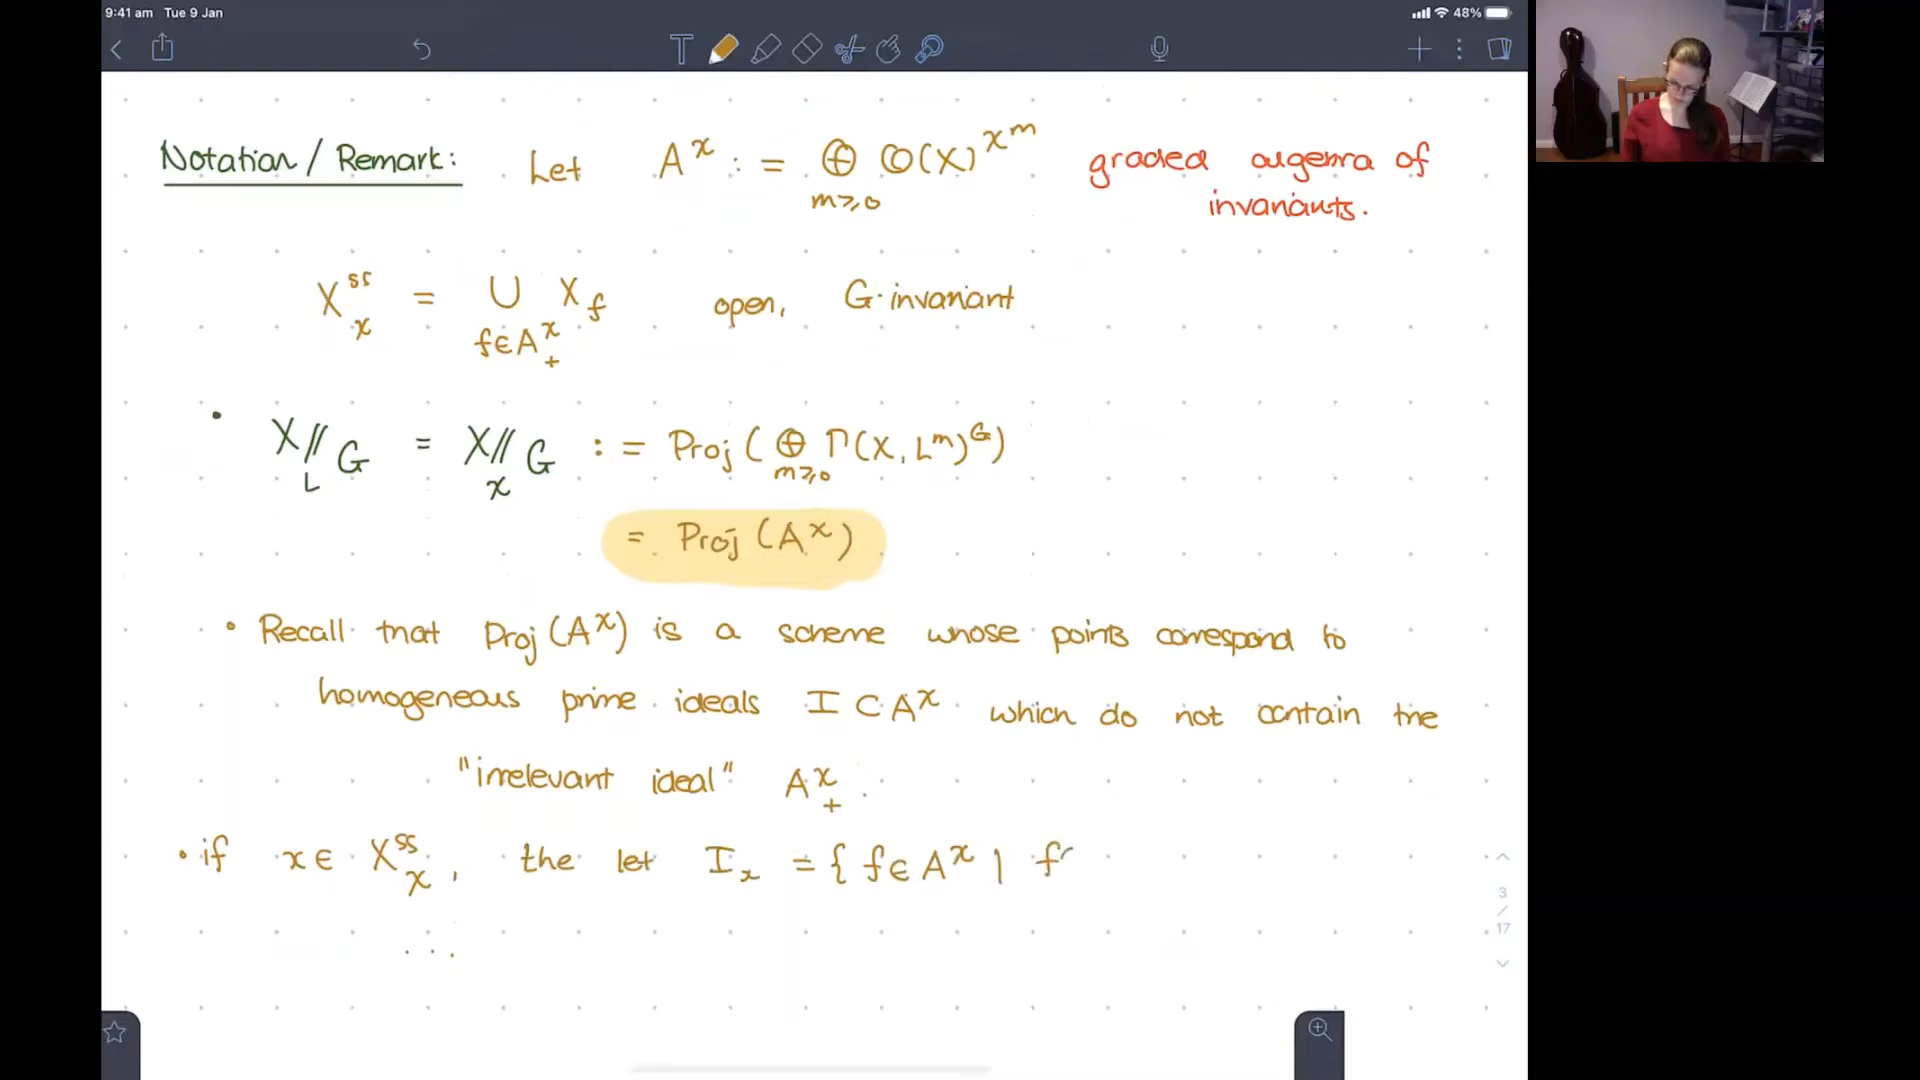 9:41 am Tue 9 Jan 48%
Notation / Remark: Let A^χ := ⊕_{m≥0} O(X)^{χ^m} graded algebra of
invariants.
X^{ss}_χ = ∪_{f∈A^χ_+} X_f open, G-invariant
• X//_L G = X//_χ G := Proj (⊕_{m≥0} Γ(X, L^m)^G)
= Proj (A^χ)
• Recall that Proj (A^χ) is a scheme whose points correspond to
homogeneous prime ideals I ⊂ A^χ which do not contain the
"irrelevant ideal" A^χ_+.
• if x ∈ X^{ss}_χ, the let I_x = { f ∈ A^χ | f
...
3
/
17